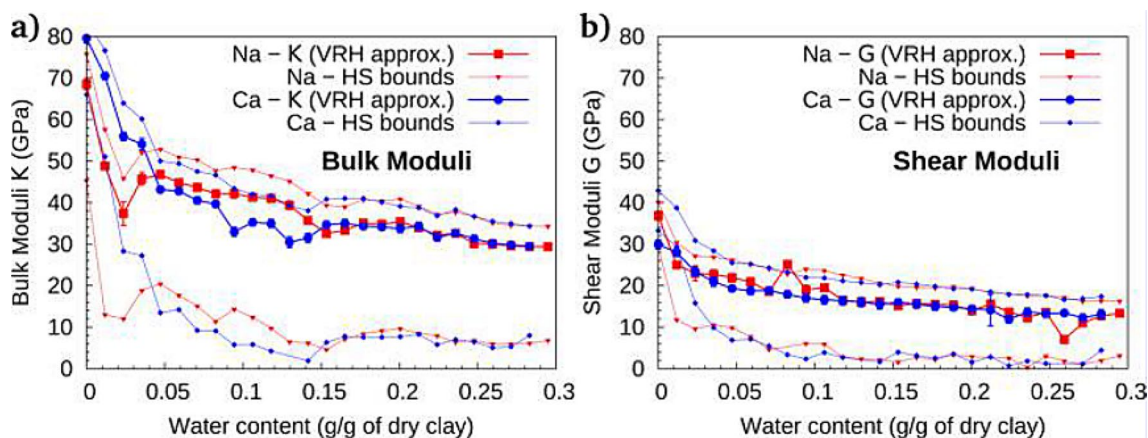 a)
80
70
60
50
40
30
20
10
0
Bulk Moduli K (GPa)
Na – K (VRH approx.)
Na – HS bounds
Ca – K (VRH approx.)
Ca – HS bounds
Bulk Moduli
0 0.05 0.1 0.15 0.2 0.25 0.3
Water content (g/g of dry clay)
b)
80
70
60
50
40
30
20
10
0
Shear Moduli G (GPa)
Na – G (VRH approx.)
Na – HS bounds
Ca – G (VRH approx.)
Ca – HS bounds
Shear Moduli
0 0.05 0.1 0.15 0.2 0.25 0.3
Water content (g/g of dry clay)